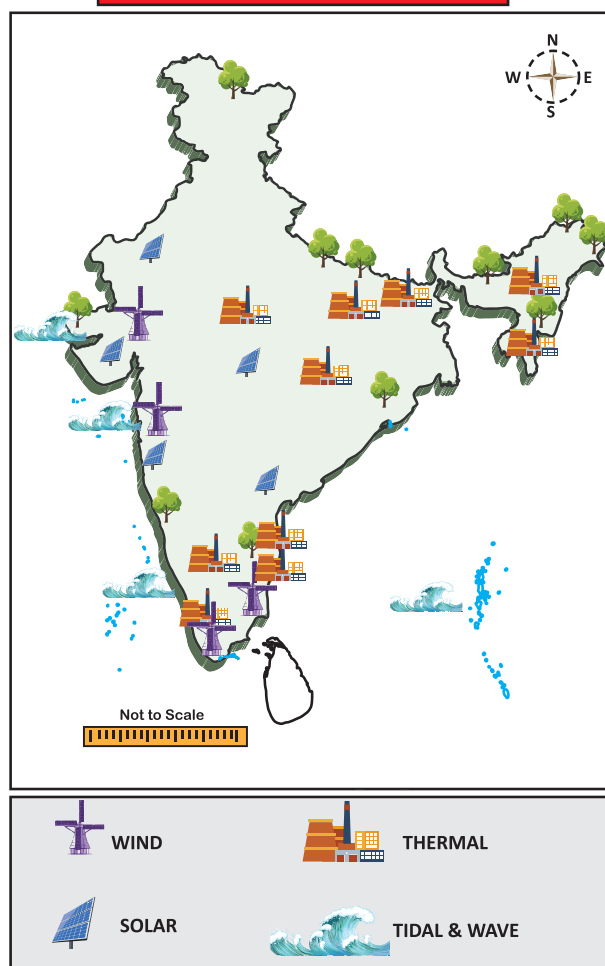 N
W E
S
Not to Scale
WIND THERMAL
SOLAR TIDAL & WAVE